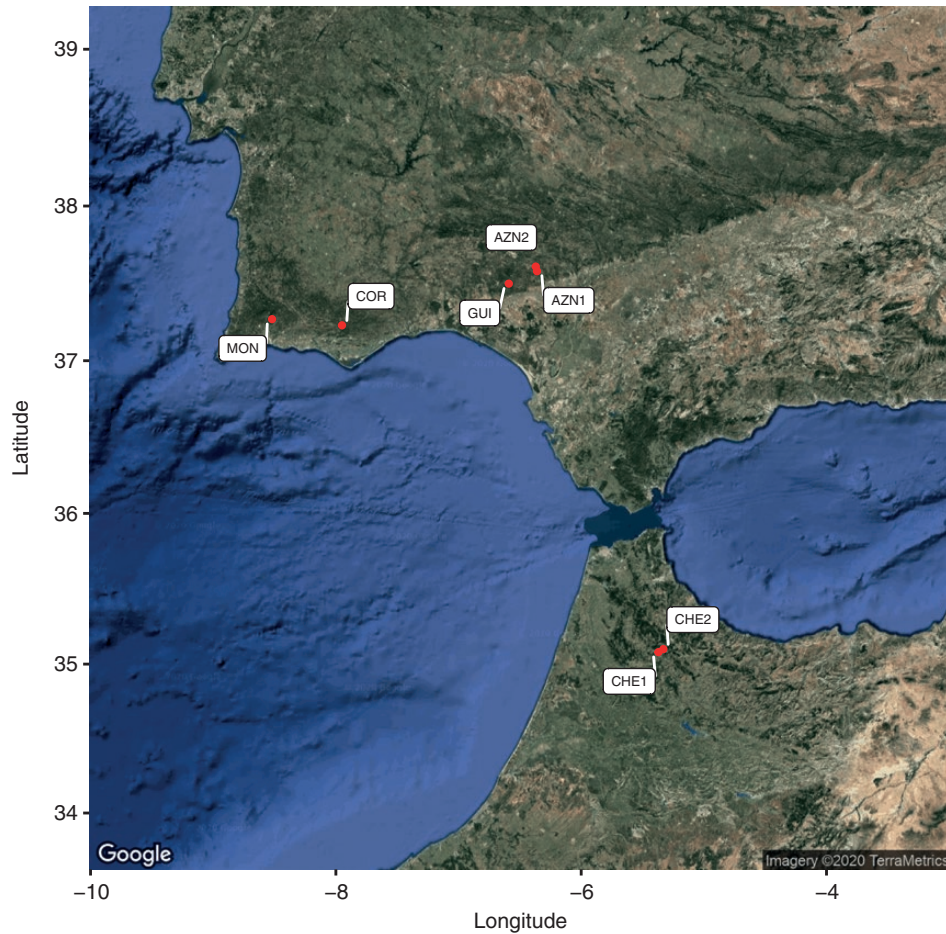 39
38
AZN2
COR
AZN1
GUI
MON
37
Latitude
36
CHE2
35
CHE1
34
Google
Imagery ©2020 TerraMetrics
−10
−8
−6
−4
Longitude